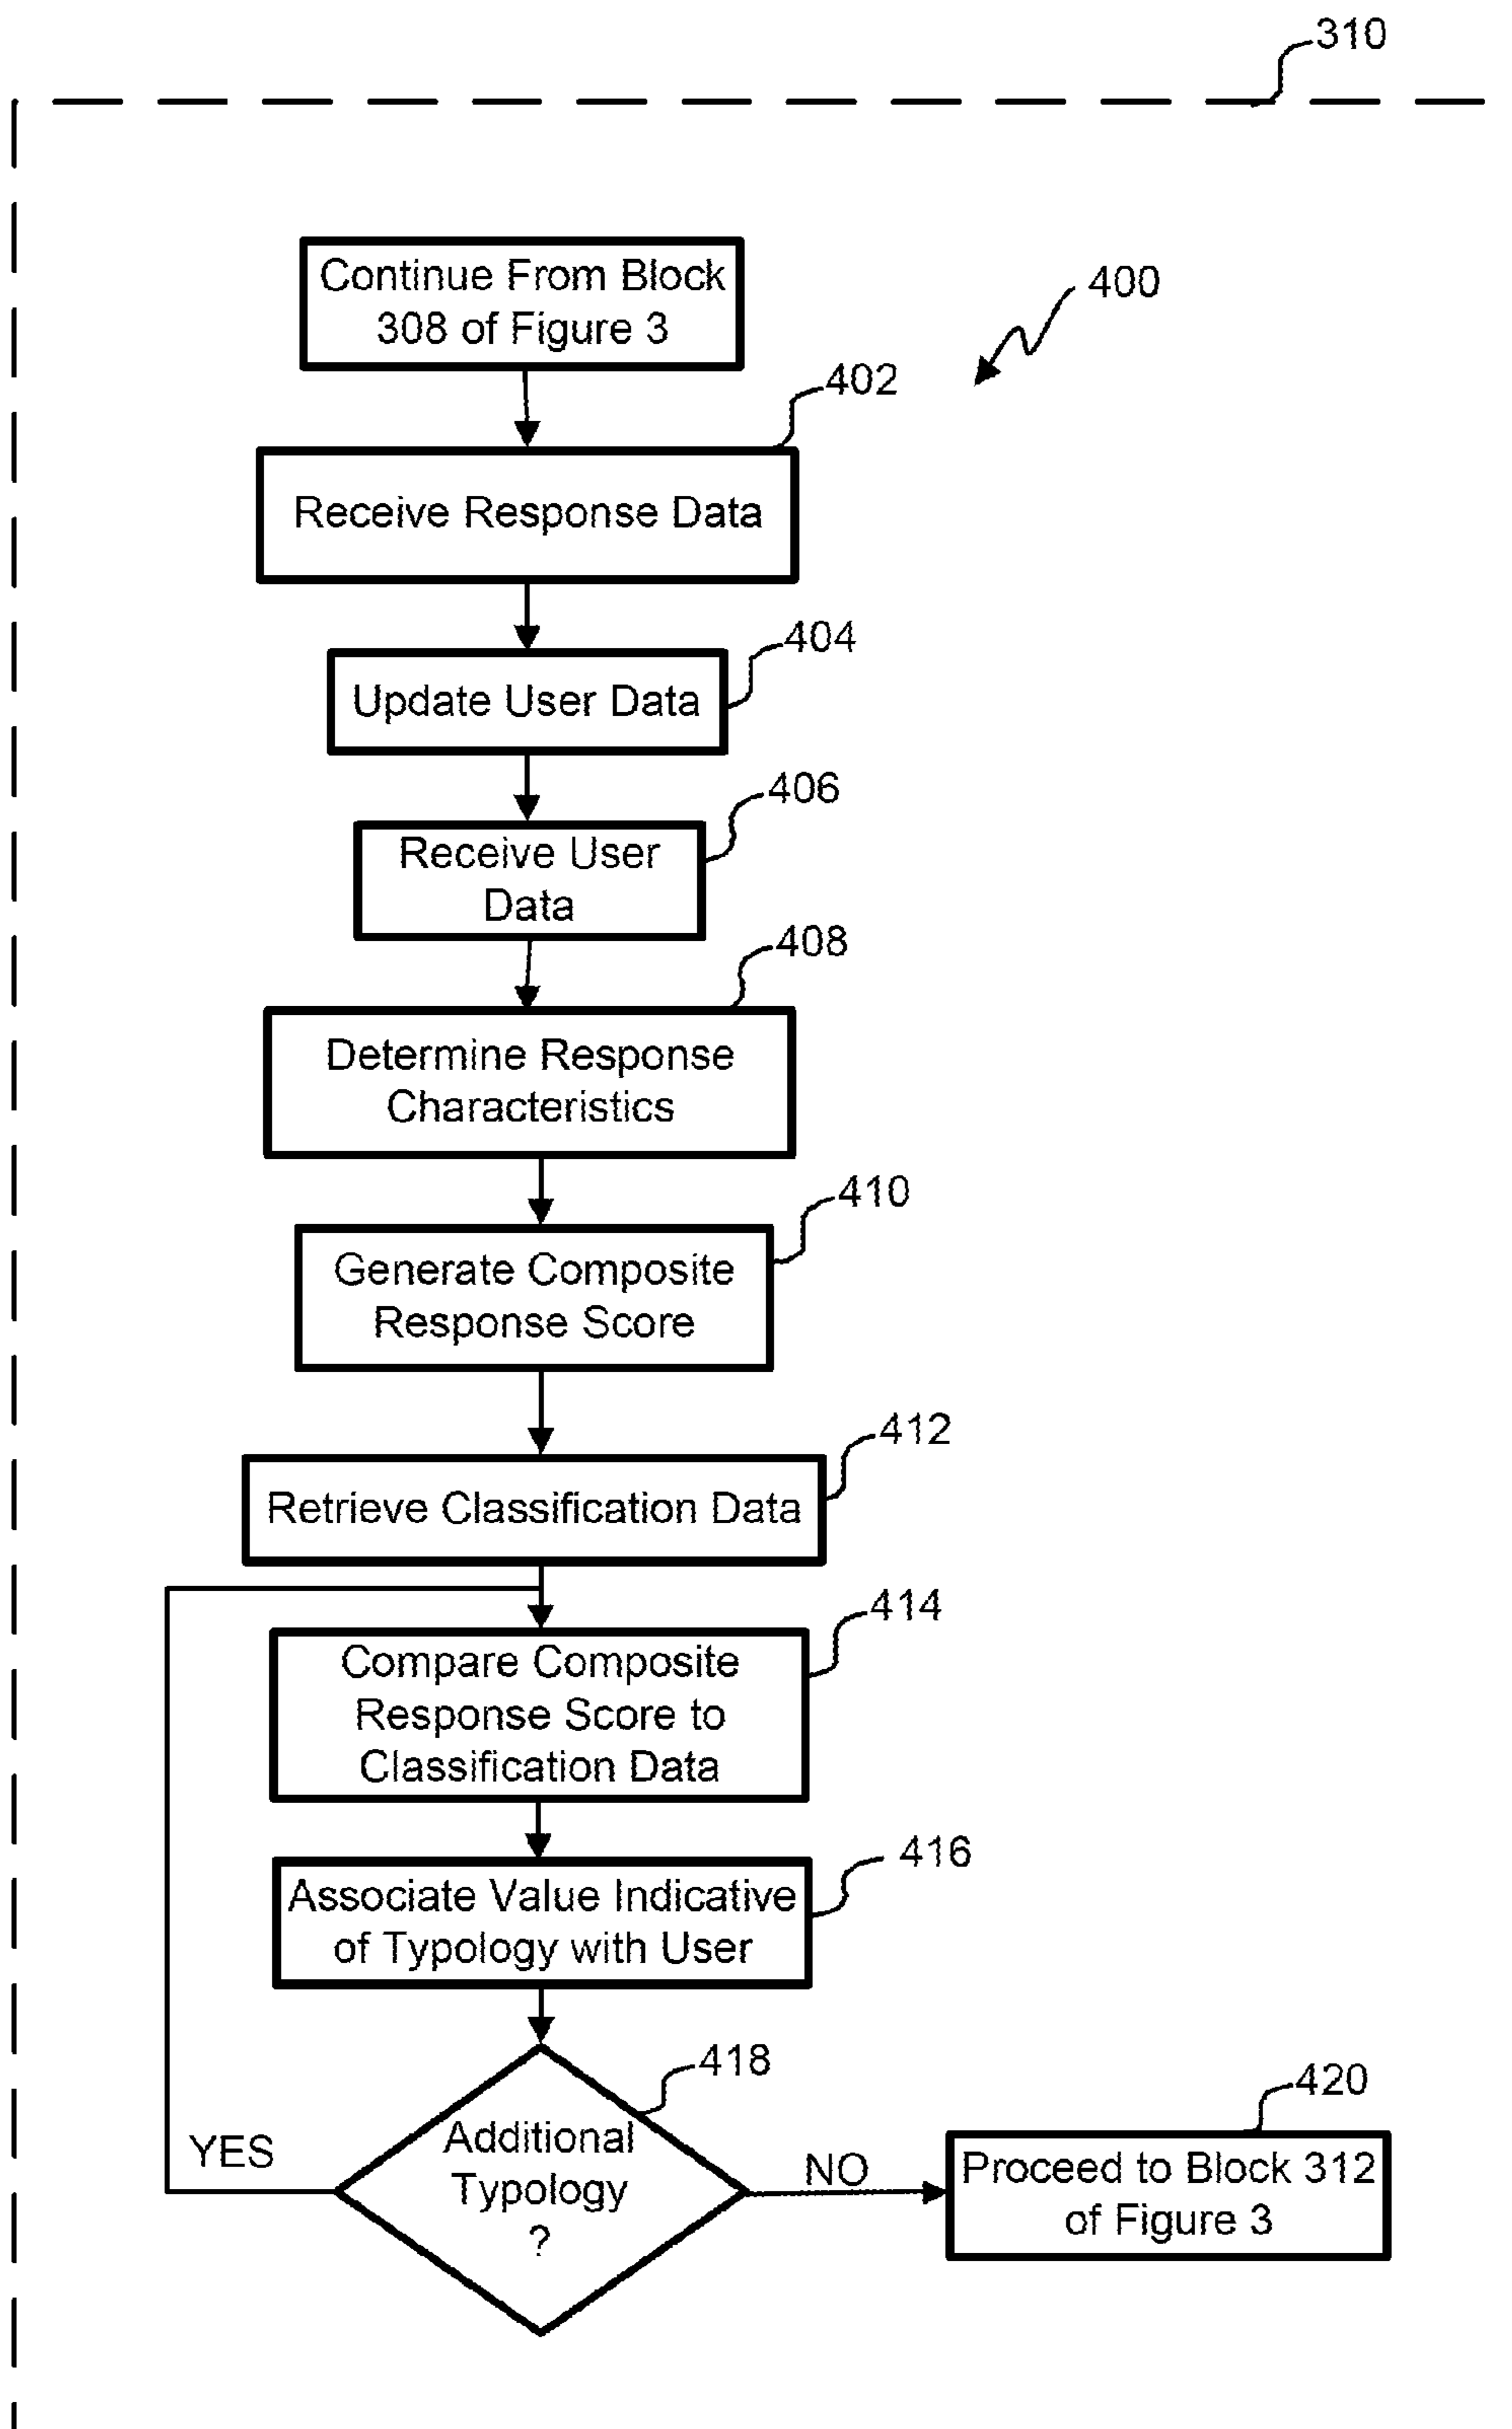 310
Continue From Block
308 of Figure 3
400
402
Receive Response Data
404
Update User Data
406
Receive User
Data
408
Determine Response
Characteristics
410
Generate Composite
Response Score
412
Retrieve Classification Data
414
Compare Composite
Response Score to
Classification Data
416
Associate Value Indicative
of Typology with User
418
Additional
Typology
?
YES
NO
420
Proceed to Block 312
of Figure 3